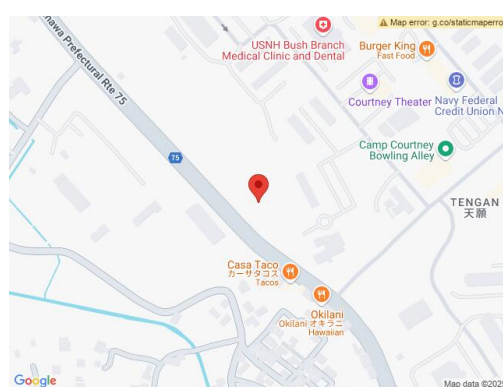 Map error: g.co/staticmaperro
USNH Bush Branch
Medical Clinic and Dental
Burger King
Fast Food
awa Prefectural Rte 75
Courtney Theater
Navy Federal
Credit Union N
75
Camp Courtney
Bowling Alley
TENGAN
天願
Casa Taco
カーサタコス
Tacos
Okilani
Okilani オキラニ
Hawaiian
Google
Map data ©202